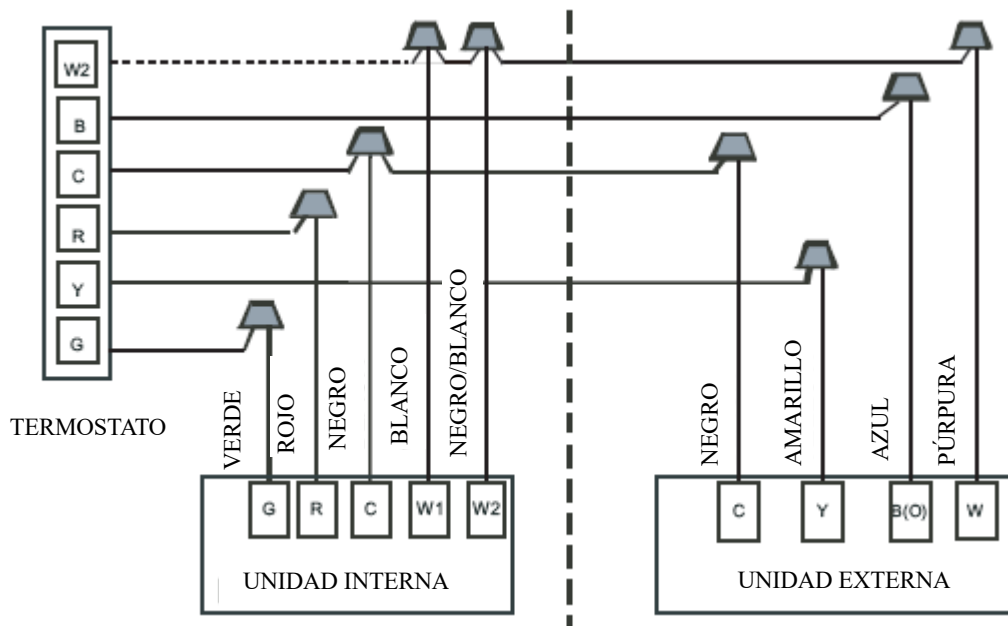 W2
B
C
R
Y
G
TERMOSTATO
VERDE
ROJO
NEGRO
BLANCO
NEGRO/BLANCO
NEGRO
AMARILLO
AZUL
PÚRPURA
G
R
C
W1
W2
UNIDAD INTERNA
C
Y
B(O)
W
UNIDAD EXTERNA